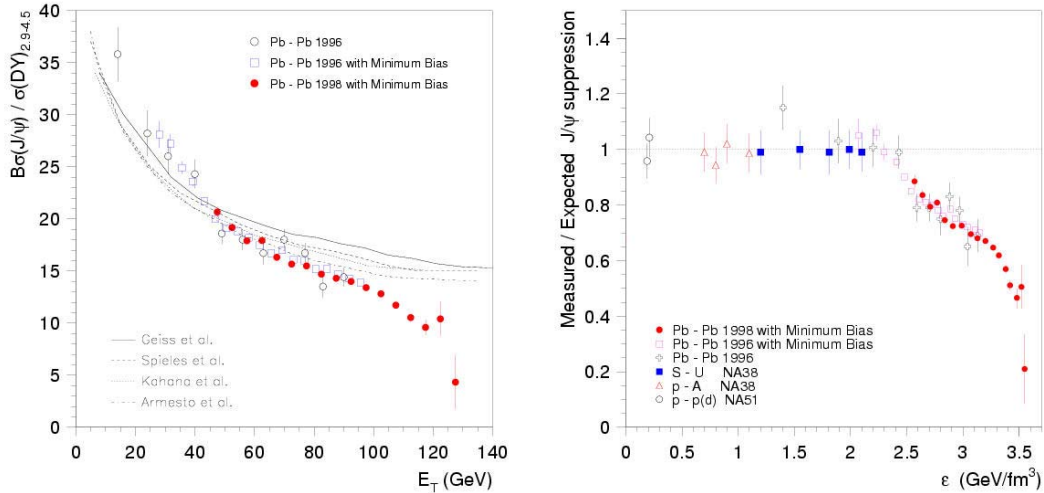 Bσ(J/ψ) / σ(DY)2.9-4.5
40
35
30
25
20
15
10
5
0
Pb - Pb 1996
Pb - Pb 1996 with Minimum Bias
Pb - Pb 1998 with Minimum Bias
Geiss et al.
Spieles et al.
Kahana et al.
Armesto et al.
0 20 40 60 80 100 120 140
ET (GeV)
Measured / Expected J/ψ suppression
1.4
1.2
1
0.8
0.6
0.4
0.2
0
Pb - Pb 1998 with Minimum Bias
Pb - Pb 1996 with Minimum Bias
Pb - Pb 1996
S - U NA38
p - A NA38
p - p(d) NA51
0 0.5 1 1.5 2 2.5 3 3.5
ε (GeV/fm³)